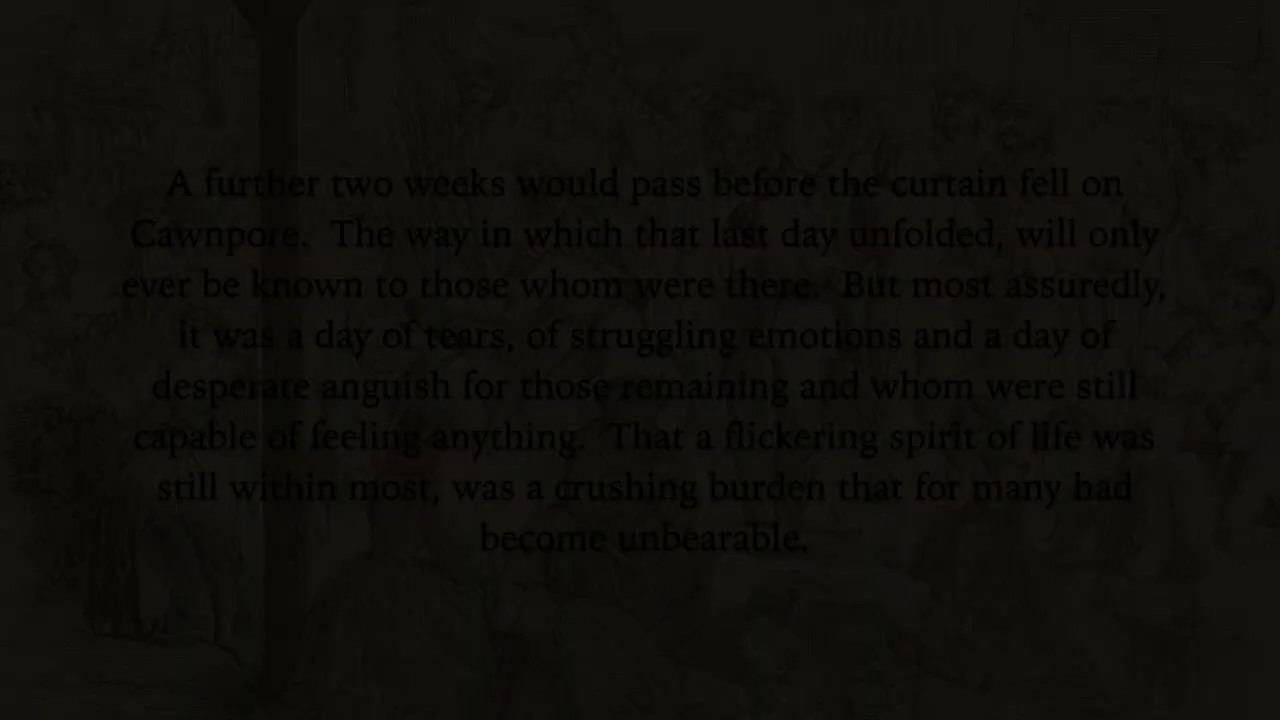 A further two weeks would pass before the curtain fell on
Cawnpore.  The way in which that last day unfolded, will only
ever be known to those whom were there.  But most assuredly,
it was a day of tears, of struggling emotions and a day of
desperate anguish for those remaining and whom were still
capable of feeling anything.  That a flickering spirit of life was
still within most, was a crushing burden that for many had
become unbearable.